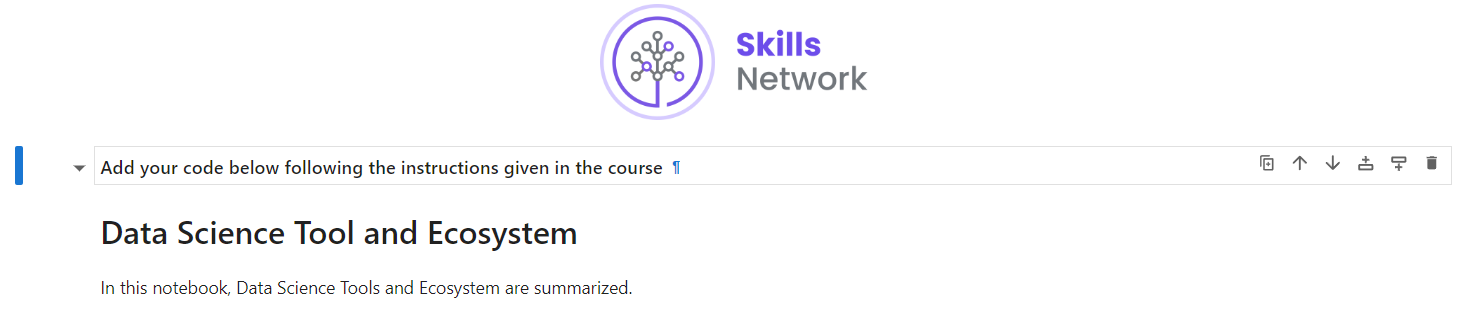 Skills
Network
Add your code below following the instructions given in the course ¶
Data Science Tool and Ecosystem
In this notebook, Data Science Tools and Ecosystem are summarized.